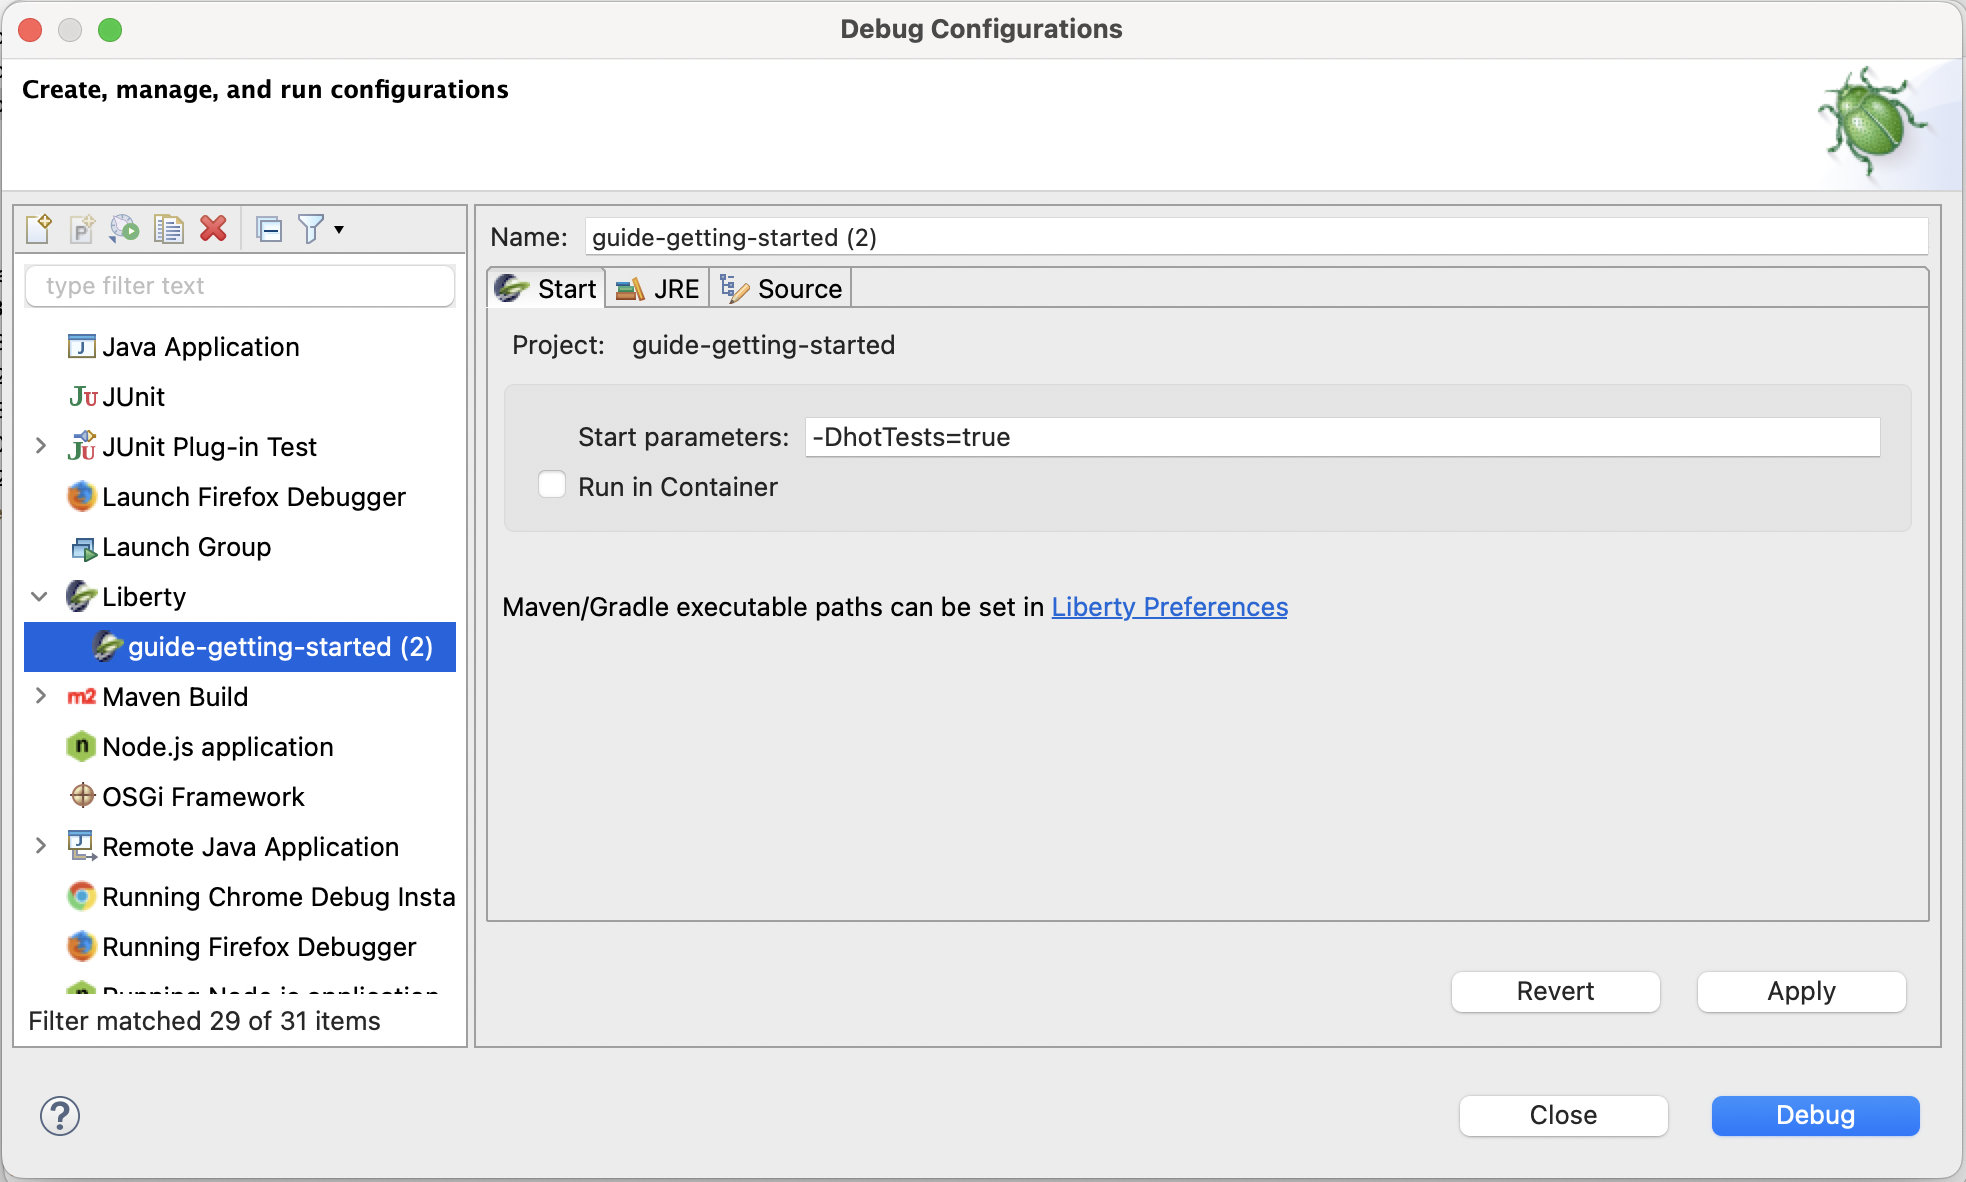 Debug Configurations
Create, manage, and run configurations
type filter text
Java Application
JUnit
JUnit Plug-in Test
Launch Firefox Debugger
Launch Group
Liberty
guide-getting-started (2)
Maven Build
Node.js application
OSGi Framework
Remote Java Application
Running Chrome Debug Insta
Running Firefox Debugger
Running Node.js application
Filter matched 29 of 31 items
Name: guide-getting-started (2)
Start JRE Source
Project: guide-getting-started
Start parameters: -DhotTests=true
Run in Container
Maven/Gradle executable paths can be set in Liberty Preferences
Revert Apply
Close Debug